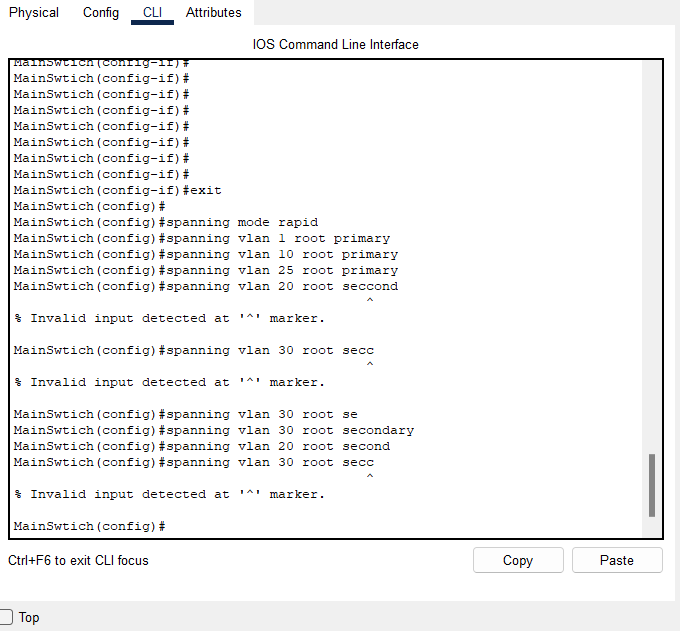 Physical Config CLI Attributes
IOS Command Line Interface
MainSwtich(config-if)#
MainSwtich(config-if)#
MainSwtich(config-if)#
MainSwtich(config-if)#
MainSwtich(config-if)#
MainSwtich(config-if)#
MainSwtich(config-if)#
MainSwtich(config-if)#
MainSwtich(config-if)#exit
MainSwtich(config)#
MainSwtich(config)#spanning mode rapid
MainSwtich(config)#spanning vlan 1 root primary
MainSwtich(config)#spanning vlan 10 root primary
MainSwtich(config)#spanning vlan 25 root primary
MainSwtich(config)#spanning vlan 20 root seccond
^
% Invalid input detected at '^' marker.
MainSwtich(config)#spanning vlan 30 root secc
^
% Invalid input detected at '^' marker.
MainSwtich(config)#spanning vlan 30 root se
MainSwtich(config)#spanning vlan 30 root secondary
MainSwtich(config)#spanning vlan 20 root second
MainSwtich(config)#spanning vlan 30 root secc
^
% Invalid input detected at '^' marker.
MainSwtich(config)#
Ctrl+F6 to exit CLI focus
Copy Paste
Top